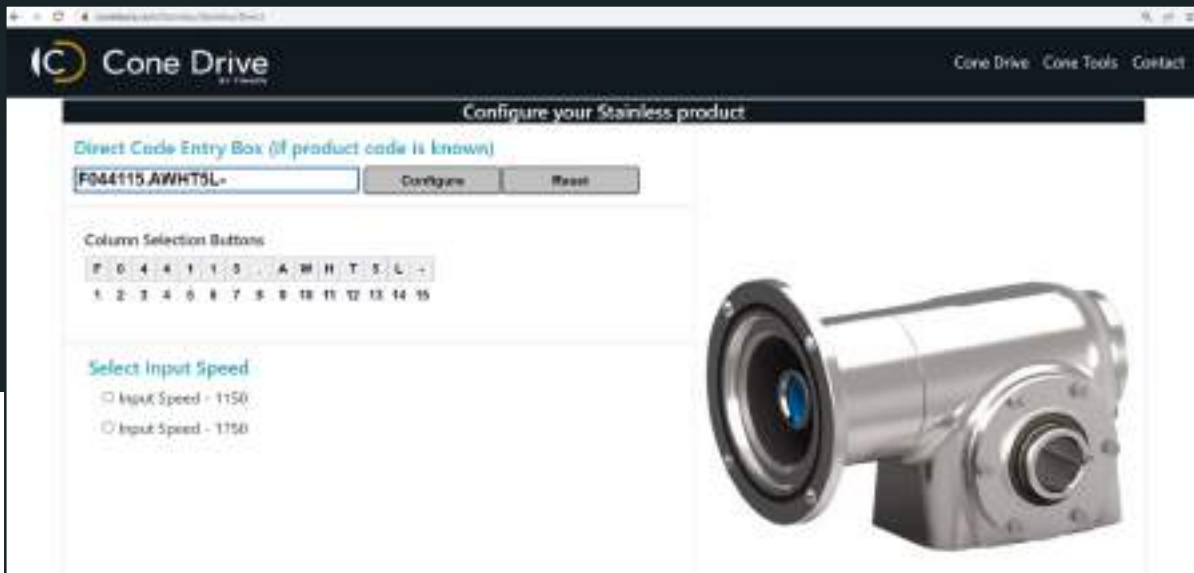 Cone Drive
Cone Drive Cone Tools Contact
Configure your Stainless product
Direct Code Entry Box (If product code is known)
F044115.AWHT5L-
Configure Reset
Column Selection Buttons
F 0 4 4 1 1 5 . A W H T 5 L -
1 2 3 4 5 6 7 8 9 10 11 12 13 14 15
Select Input Speed
Input Speed - 1150
Input Speed - 1750